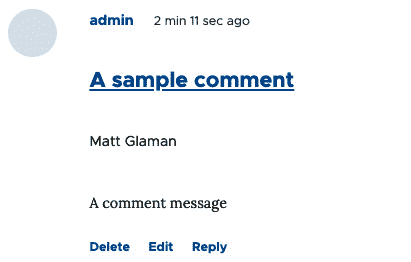 admin 2 min 11 sec ago
A sample comment
Matt Glaman
A comment message
Delete Edit Reply